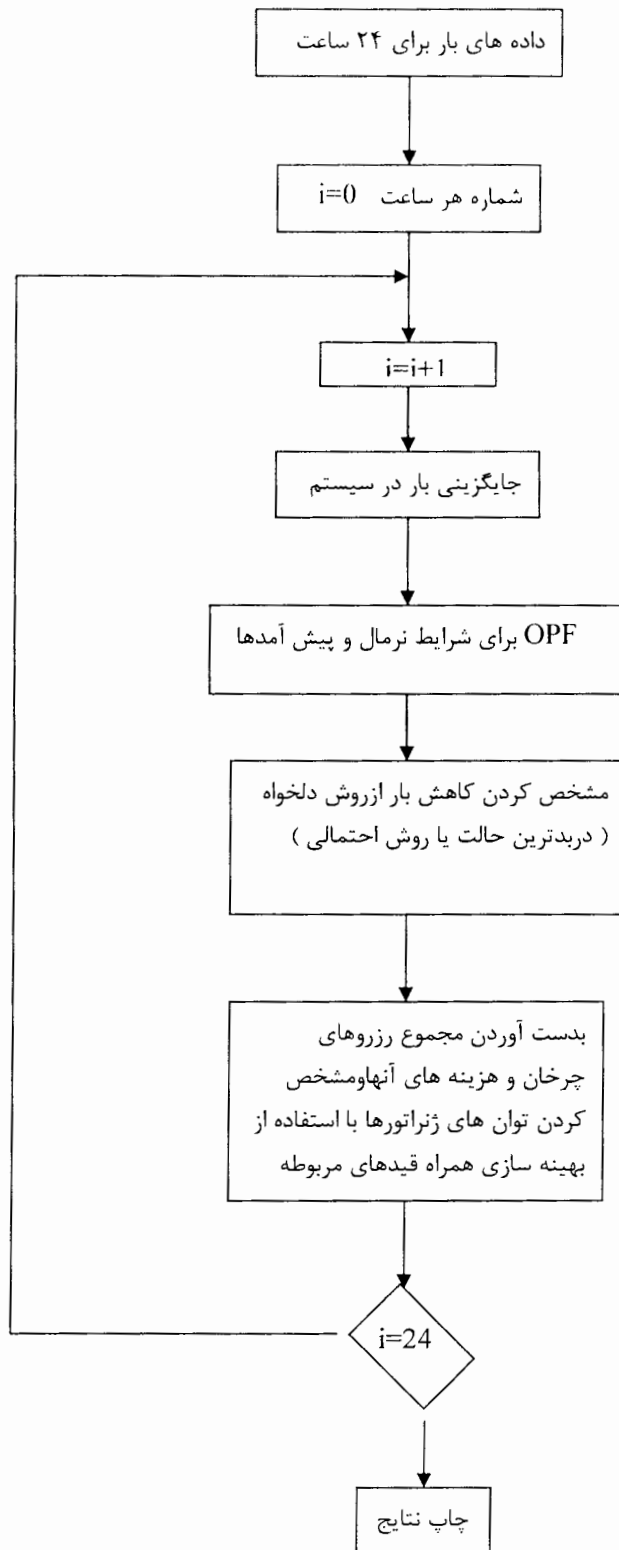 داده های بار برای ۲۴ ساعت
شماره هر ساعت i=0
i=i+1
جایگزینی بار در سیستم
OPF برای شرایط نرمال و پیش آمدها
مشخص کردن کاهش بار ازروش دلخواه
( دربدترین حالت یا روش احتمالی )
بدست آوردن مجموع رزروهای
چرخان و هزینه های آنهاومشخص
کردن توان های ژنراتورها با استفاده از
بهینه سازی همراه قیدهای مربوطه
i=24
چاپ نتایج